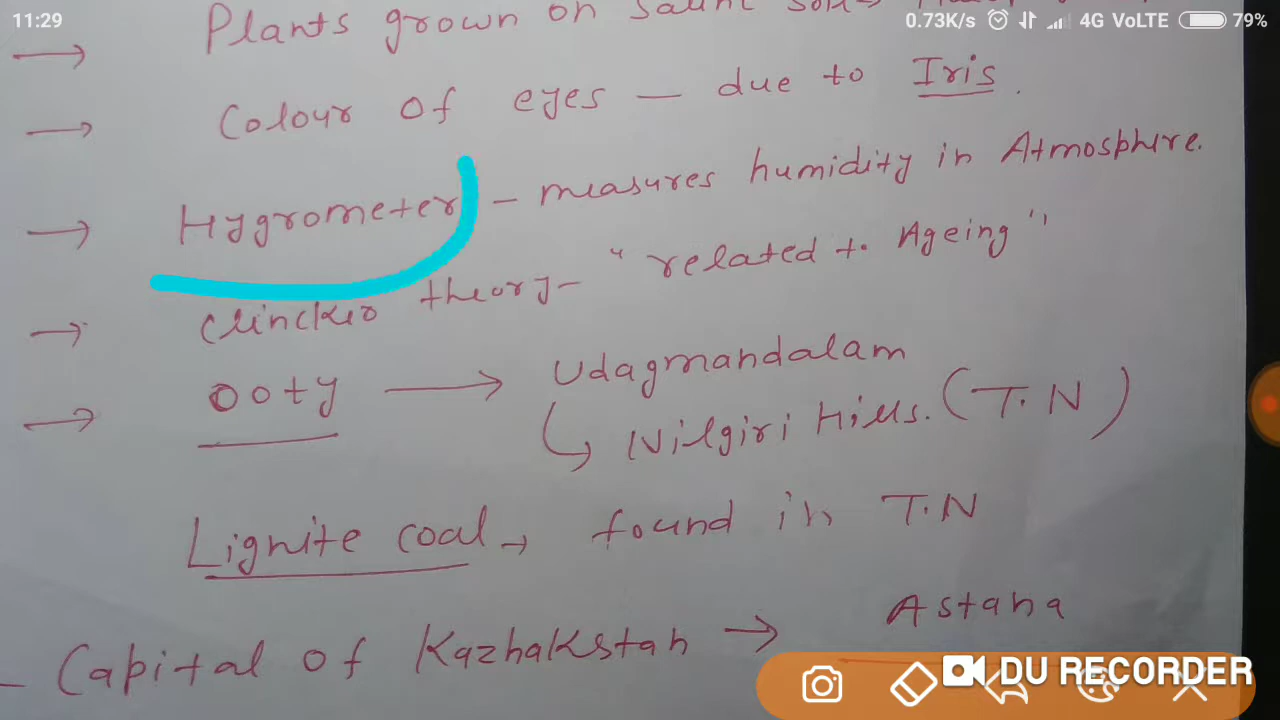 11:29 0.73K/s 4G VoLTE 79%
→ Plants grown on
→ Colour of eyes — due to Iris.
→ Hygrometer — measures humidity in Atmosphire.
→ Clincker theory — "related to Ageing"
→ Ooty → Udagmandalam
↳ Nilgiri Hills. (T.N)
Lignite coal → found in T.N
– Capital of Kazhakstan → Astana
DU RECORDER